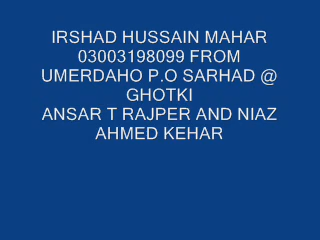 IRSHAD HUSSAIN MAHAR
03003198099 FROM
UMERDAHO P.O SARHAD @
GHOTKI
ANSAR T RAJPER AND NIAZ
AHMED KEHAR